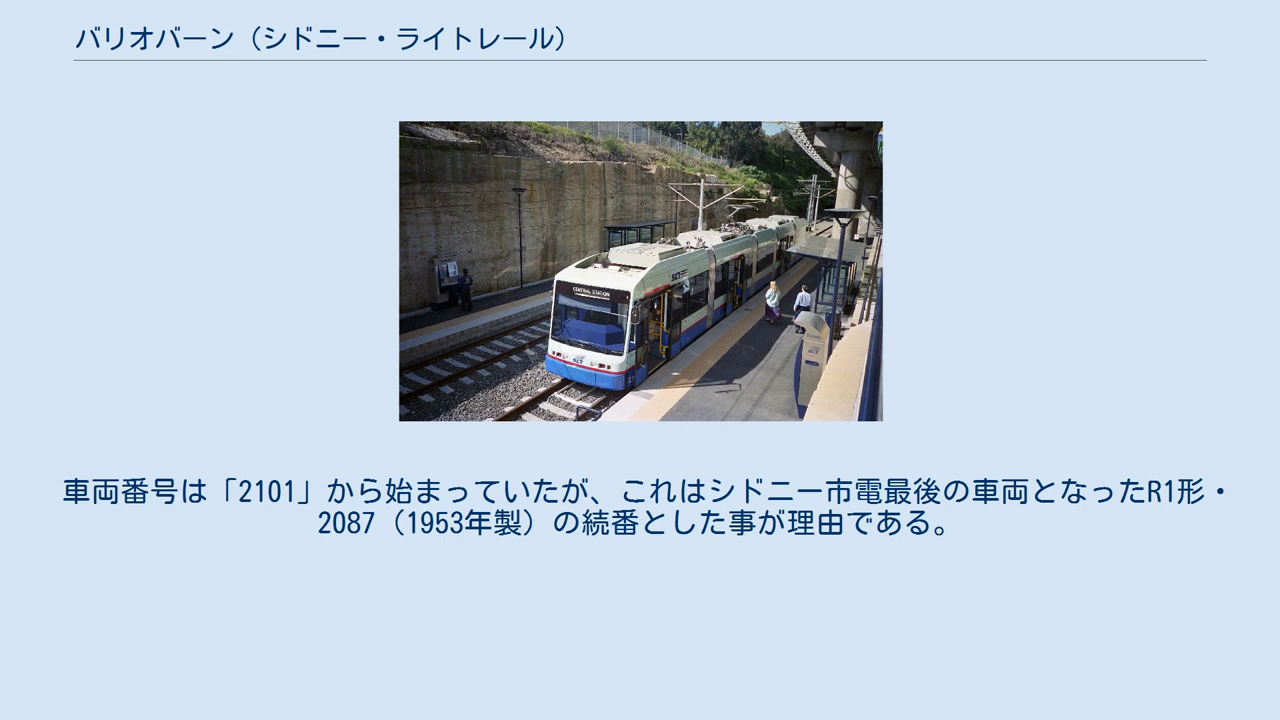 バリオバーン（シドニー・ライトレール）
CENTRAL STATION
車両番号は「2101」から始まっていたが、これはシドニー市電最後の車両となったR1形・
2087（1953年製）の続番とした事が理由である。